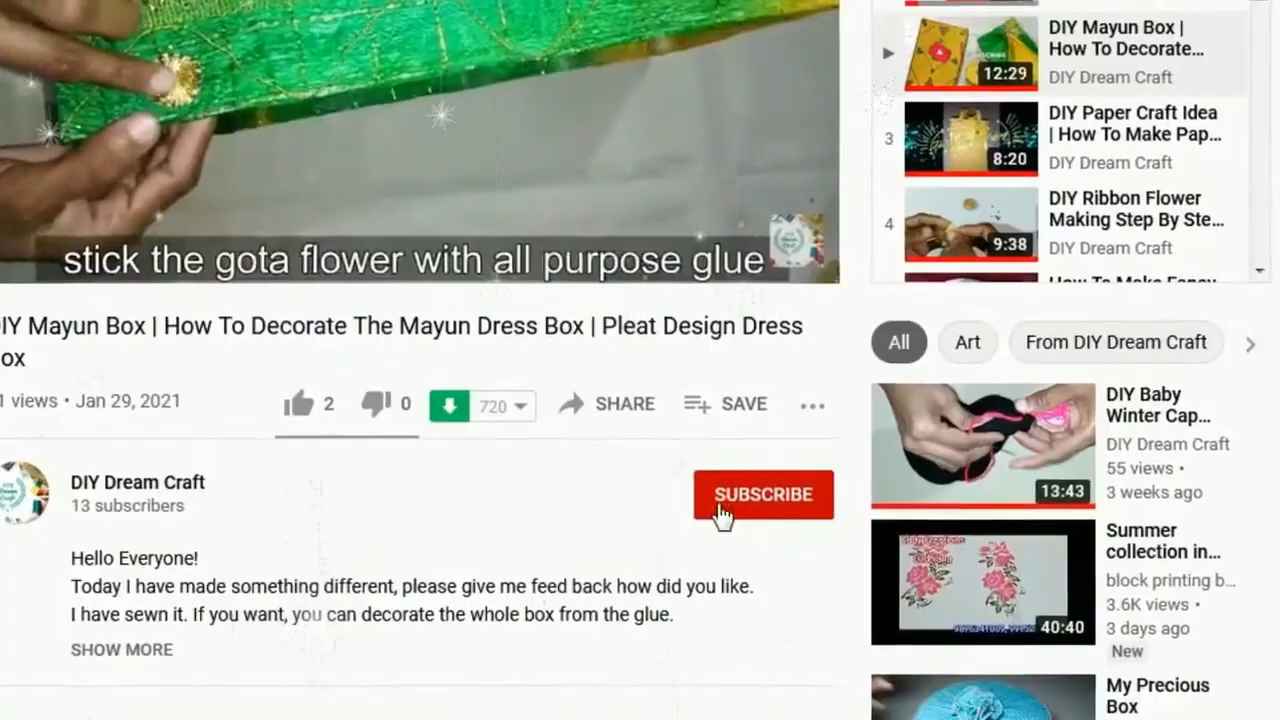 stick the gota flower with all purpose glue
IY Mayun Box | How To Decorate The Mayun Dress Box | Pleat Design Dress
ox
1 views • Jan 29, 2021
2
0
720
SHARE
SAVE
DIY Dream Craft
13 subscribers
SUBSCRIBE
Hello Everyone!
Today I have made something different, please give me feed back how did you like.
I have sewn it. If you want, you can decorate the whole box from the glue.
SHOW MORE
12:29
DIY Mayun Box |
How To Decorate...
DIY Dream Craft
3
8:20
DIY Paper Craft Idea
| How To Make Pap...
DIY Dream Craft
4
9:38
DIY Ribbon Flower
Making Step By Ste...
DIY Dream Craft
How To Make Fancy
All
Art
From DIY Dream Craft
13:43
DIY Baby
Winter Cap...
DIY Dream Craft
55 views •
3 weeks ago
40:40
Summer
collection in...
block printing b...
3.6K views •
3 days ago
New
My Precious
Box